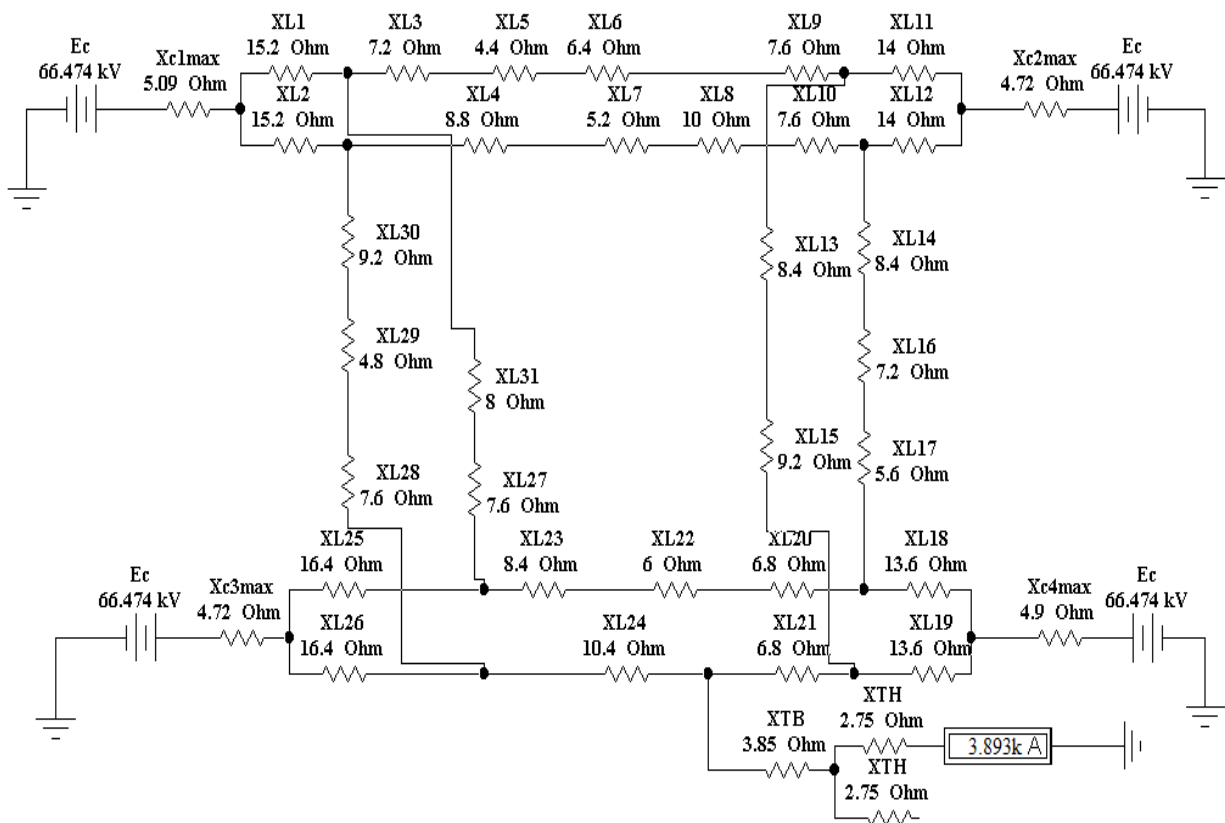 XL1 XL3 XL5 XL6 XL9 XL11
Ec 15.2 Ohm 7.2 Ohm 4.4 Ohm 6.4 Ohm 7.6 Ohm 14 Ohm Ec
66.474 kV Xc1max Xc2max 66.474 kV
5.09 Ohm XL2 XL4 XL7 XL8 XL10 XL12 4.72 Ohm
15.2 Ohm 8.8 Ohm 5.2 Ohm 10 Ohm 7.6 Ohm 14 Ohm
XL30 XL13 XL14
9.2 Ohm 8.4 Ohm 8.4 Ohm
XL29 XL16
4.8 Ohm 7.2 Ohm
XL31
8 Ohm
XL15 XL17
9.2 Ohm 5.6 Ohm
XL28 XL27
7.6 Ohm 7.6 Ohm
XL25 XL23 XL22 XL20 XL18
16.4 Ohm 8.4 Ohm 6 Ohm 6.8 Ohm 13.6 Ohm
Ec Xc3max Xc4max Ec
66.474 kV 4.72 Ohm 4.9 Ohm 66.474 kV
XL26 XL24 XL21 XL19
16.4 Ohm 10.4 Ohm 6.8 Ohm 13.6 Ohm
XTH
XTB 2.75 Ohm
3.85 Ohm 3.893k A
XTH
2.75 Ohm